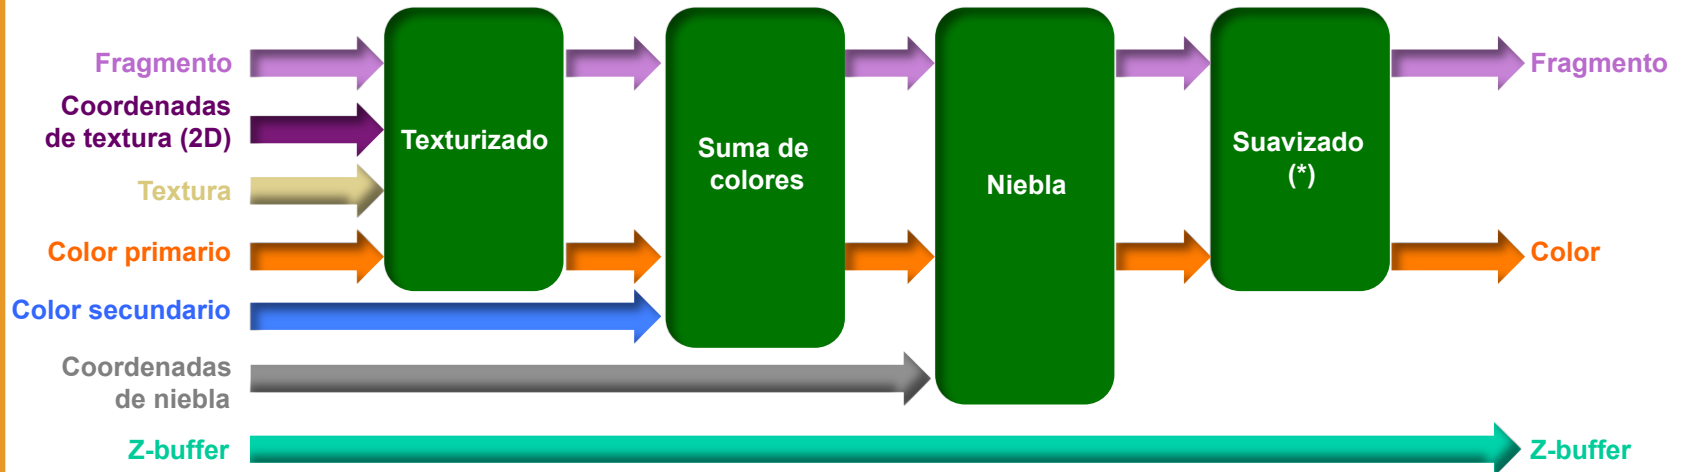 Fragmento
Coordenadas
de textura (2D)
Textura
Color primario
Color secundario
Coordenadas
de niebla
Z-buffer
Texturizado
Suma de
colores
Niebla
Suavizado
(*)
Fragmento
Color
Z-buffer